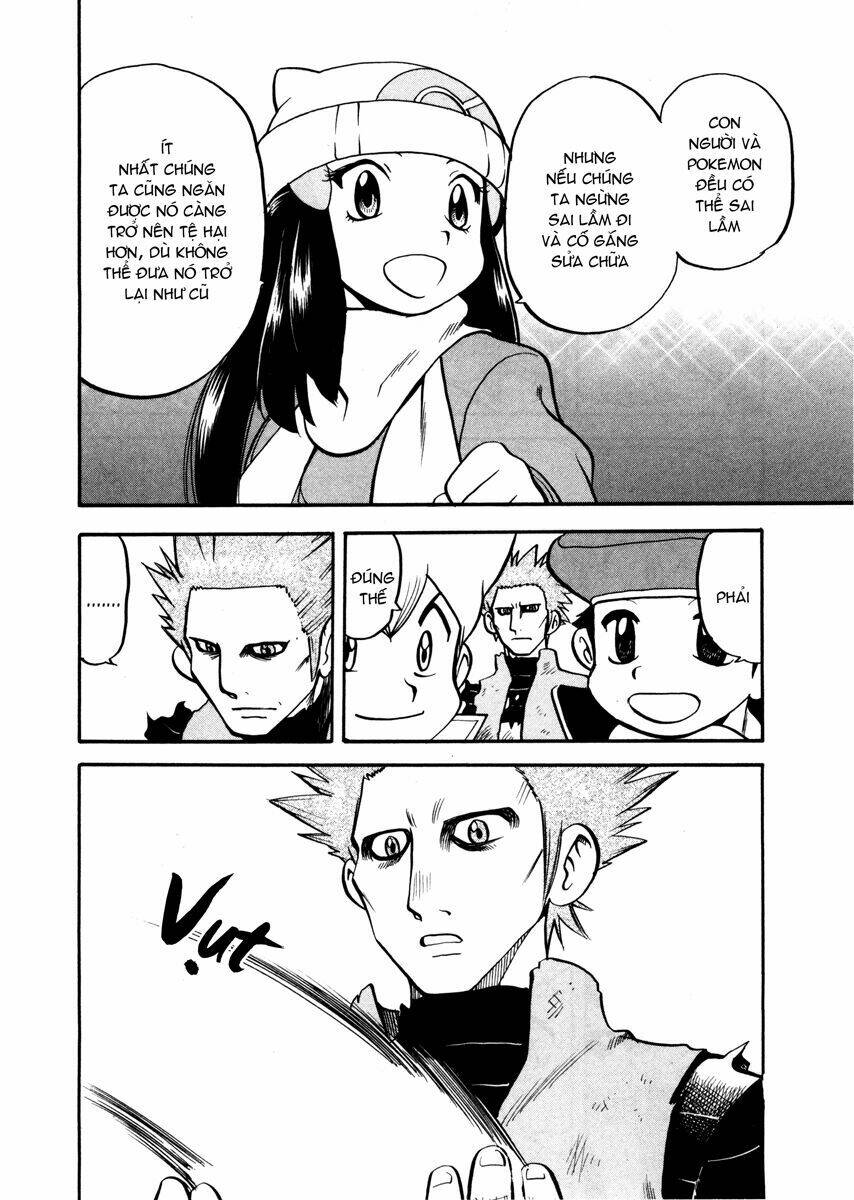 CON
NGƯỜI VÀ
POKEMON
ĐỀU CÓ
THỂ SAI
LẦM
NHƯNG
NẾU CHÚNG
TA NGỪNG
SAI LẦM ĐI
VÀ CỐ GẮNG
SỬA CHỮA
ÍT
NHẤT CHÚNG
TA CŨNG NGĂN
ĐƯỢC NÓ CÀNG
TRỞ NÊN TỆ HẠI
HƠN, DÙ KHÔNG
THỂ ĐƯA NÓ TRỞ
LẠI NHƯ CŨ
PHẢI
ĐÚNG
THẾ
........
Vụt